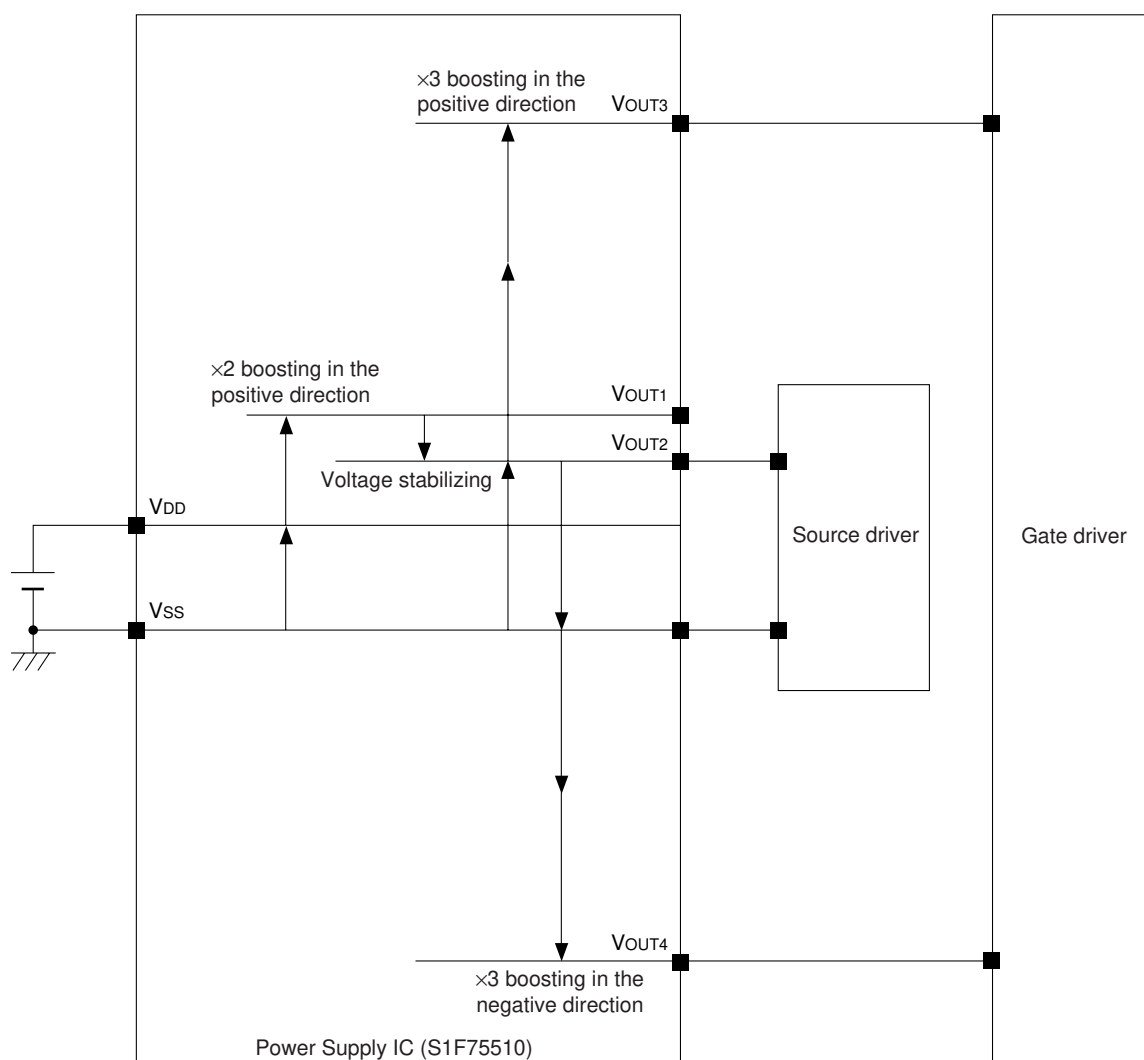 ×3 boosting in the
positive direction
VOUT3
×2 boosting in the
positive direction
VOUT1
VOUT2
Voltage stabilizing
VDD
Source driver
Gate driver
VSS
VOUT4
×3 boosting in the
negative direction
Power Supply IC (S1F75510)